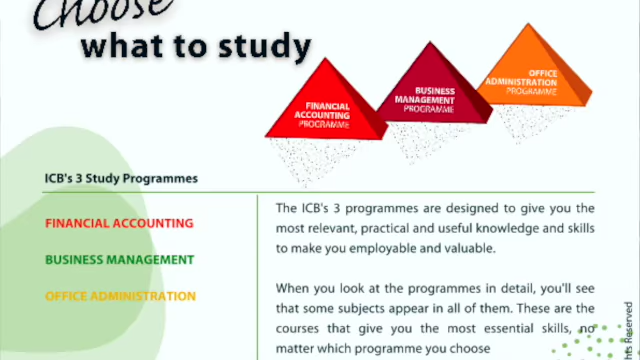 Choose
what to study
FINANCIAL
ACCOUNTING
PROGRAMME
BUSINESS
MANAGEMENT
PROGRAMME
OFFICE
ADMINISTRATION
PROGRAMME
ICB's 3 Study Programmes
FINANCIAL ACCOUNTING
BUSINESS MANAGEMENT
OFFICE ADMINISTRATION
The ICB's 3 programmes are designed to give you the
most relevant, practical and useful knowledge and skills
to make you employable and valuable.
When you look at the programmes in detail, you'll see
that some subjects appear in all of them. These are the
courses that give you the most essential skills, no
matter which programme you choose
Reserved